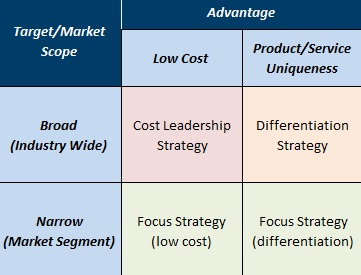 Target/Market
Scope
Advantage
Low Cost
Product/Service
Uniqueness
Broad
(Industry Wide)
Cost Leadership
Strategy
Differentiation
Strategy
Narrow
(Market Segment)
Focus Strategy
(low cost)
Focus Strategy
(differentiation)